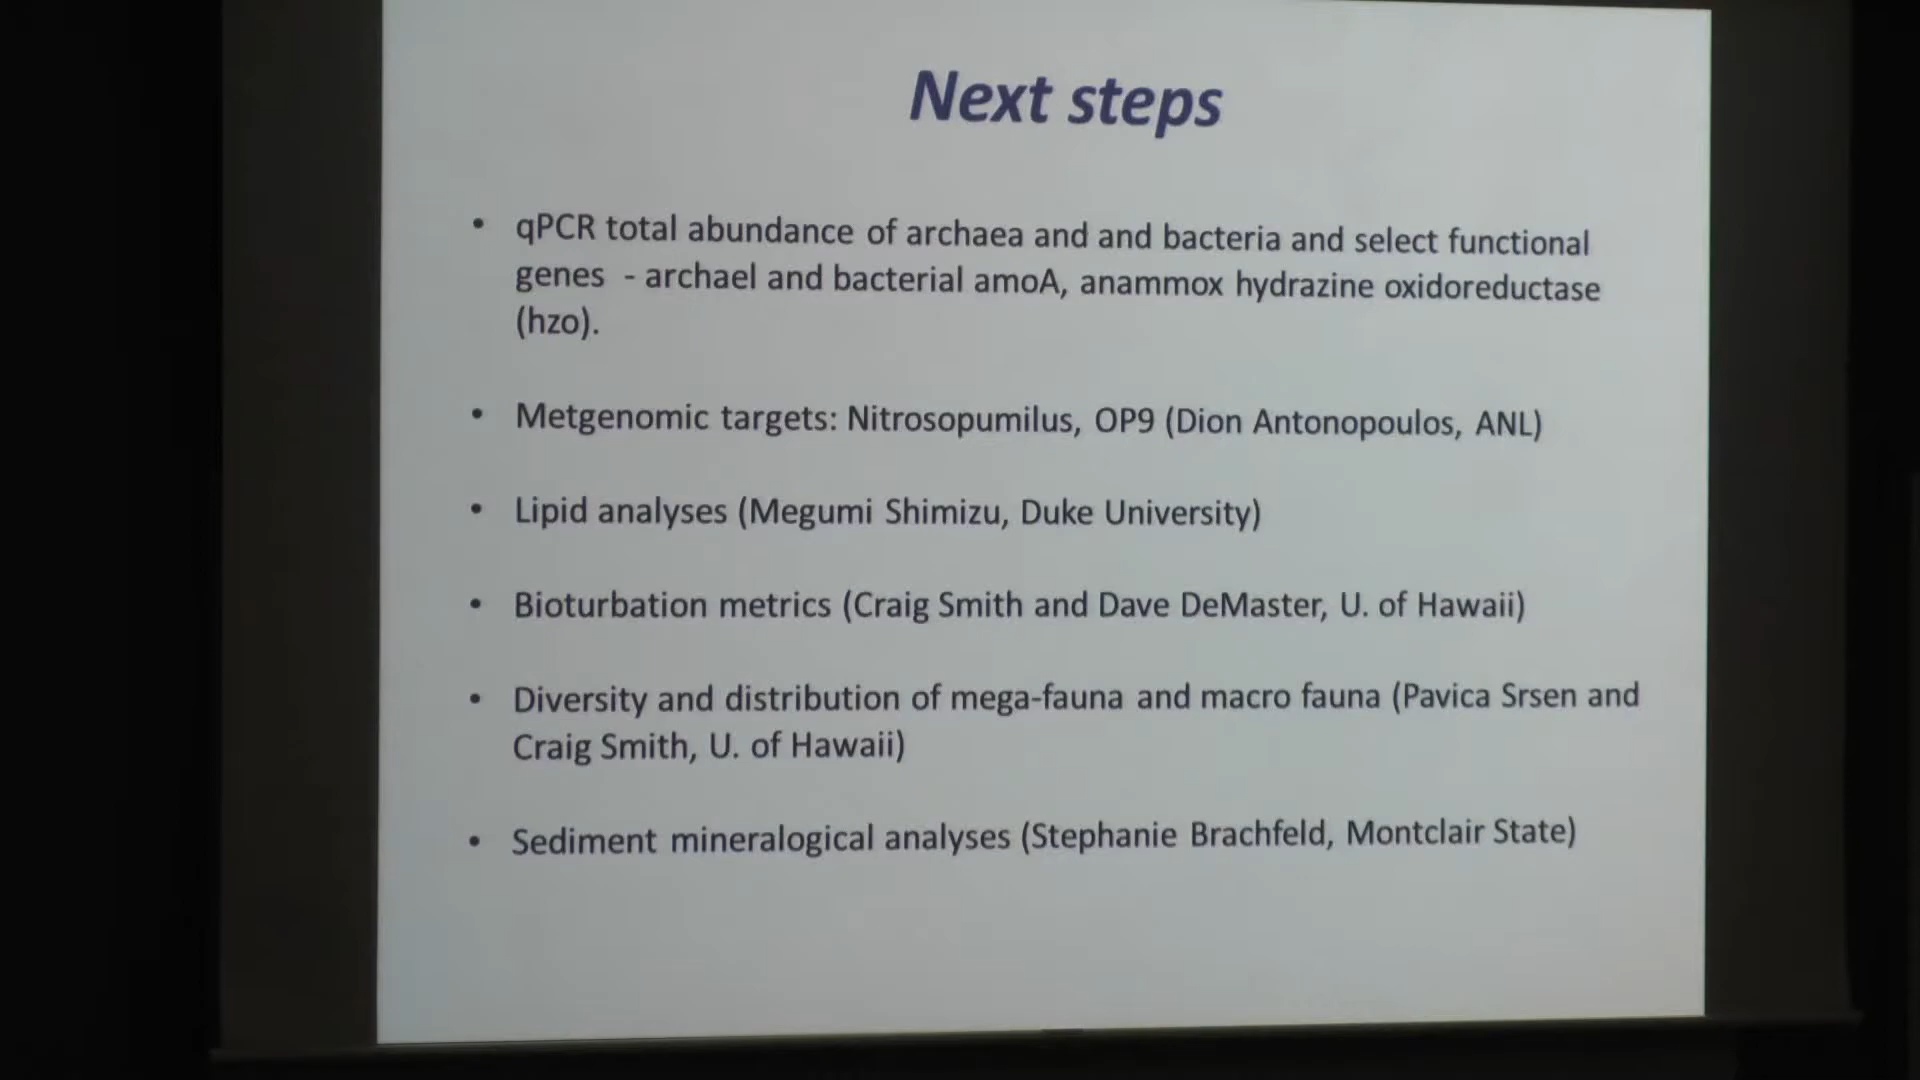 Next steps
• qPCR total abundance of archaea and and bacteria and select functional
genes - archael and bacterial amoA, anammox hydrazine oxidoreductase
(hzo).
• Metgenomic targets: Nitrosopumilus, OP9 (Dion Antonopoulos, ANL)
• Lipid analyses (Megumi Shimizu, Duke University)
• Bioturbation metrics (Craig Smith and Dave DeMaster, U. of Hawaii)
• Diversity and distribution of mega-fauna and macro fauna (Pavica Srsen and
Craig Smith, U. of Hawaii)
• Sediment mineralogical analyses (Stephanie Brachfeld, Montclair State)